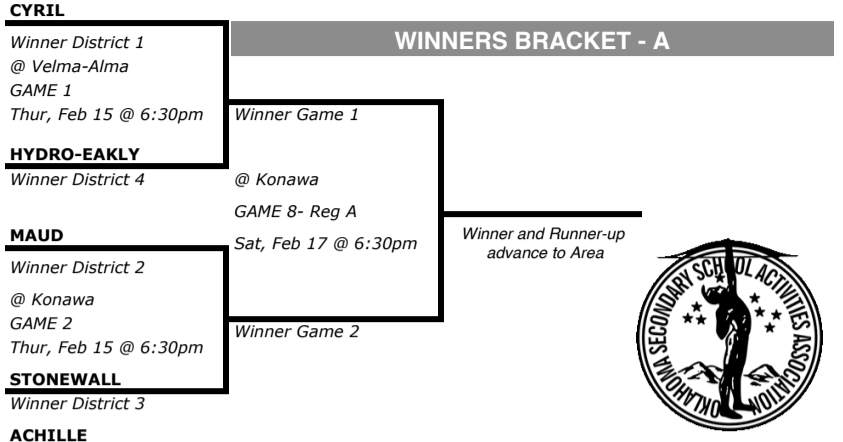 CYRIL
WINNERS BRACKET - A
Winner District 1
@ Velma-Alma
GAME 1
Thur, Feb 15 @ 6:30pm
Winner Game 1
HYDRO-EAKLY
Winner District 4
@ Konawa
GAME 8- Reg A
Sat, Feb 17 @ 6:30pm
Winner and Runner-up
advance to Area
MAUD
Winner District 2
@ Konawa
GAME 2
Thur, Feb 15 @ 6:30pm
Winner Game 2
STONEWALL
Winner District 3
ACHILLE
OKLAHOMA SECONDARY SCHOOL ACTIVITIES ASSOCIATION